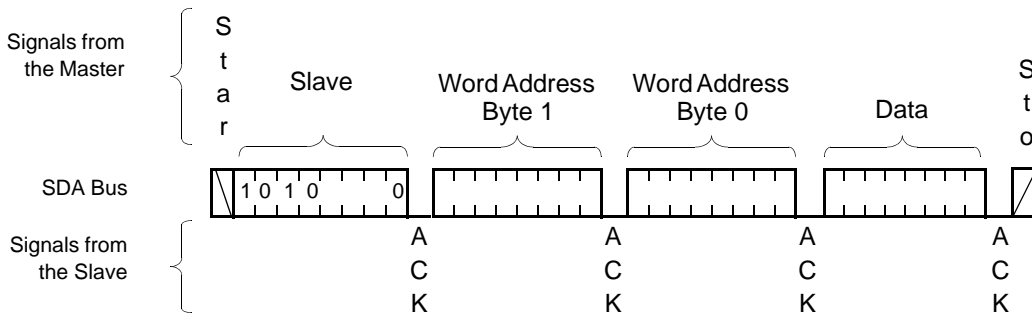 Signals from
the Master
S
t
a
r
Slave
Word Address
Byte 1
Word Address
Byte 0
Data
S
t
o
SDA Bus
1 0 1 0 0
Signals from
the Slave
A
C
K
A
C
K
A
C
K
A
C
K